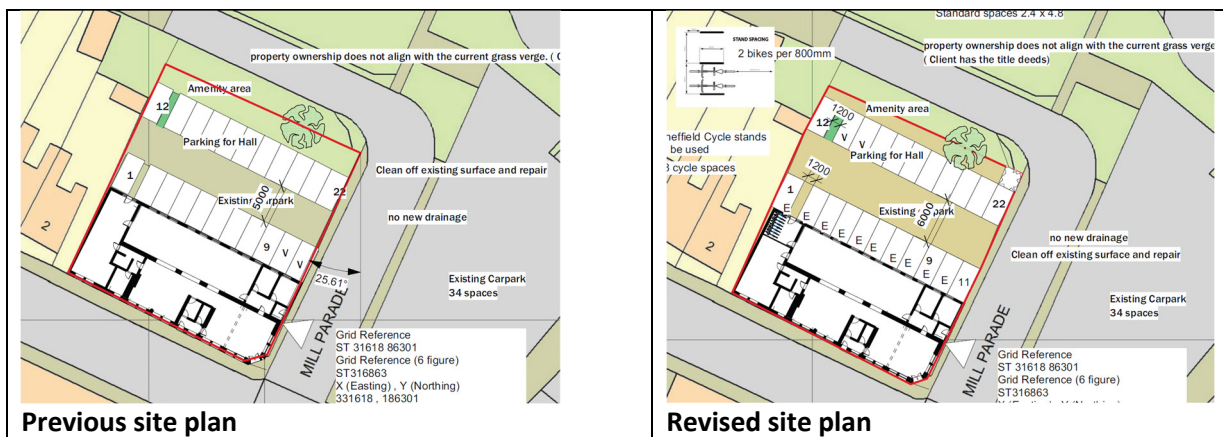 property ownership does not align with the current grass verge. ( C
Amenity area
12
Parking for Hall
1
22
Clean off existing surface and repair
Existing Carpark
5000
no new drainage
2
9
V
V
25.61°
Existing Carpark
34 spaces
MILL PARADE
Grid Reference
ST 31618 86301
Grid Reference (6 figure)
ST316863
X (Easting) , Y (Northing)
331618 , 186301
Previous site plan
Standard spaces 2.4 x 4.8
STAND SPACING
2 bikes per 800mm
property ownership does not align with the current grass verge
( Client has the title deeds)
Amenity area
12
1200
V V
Parking for Hall
heffield Cycle stands
be used
cycle spaces
1200
1
22
Existing
park
6000
E E E E E E E E
9
11
2
no new drainage
Clean off existing surface and repair
Existing Carpark
34 spaces
MILL PARADE
Grid Reference
ST 31618 86301
Grid Reference (6 figure)
ST316863
Revised site plan